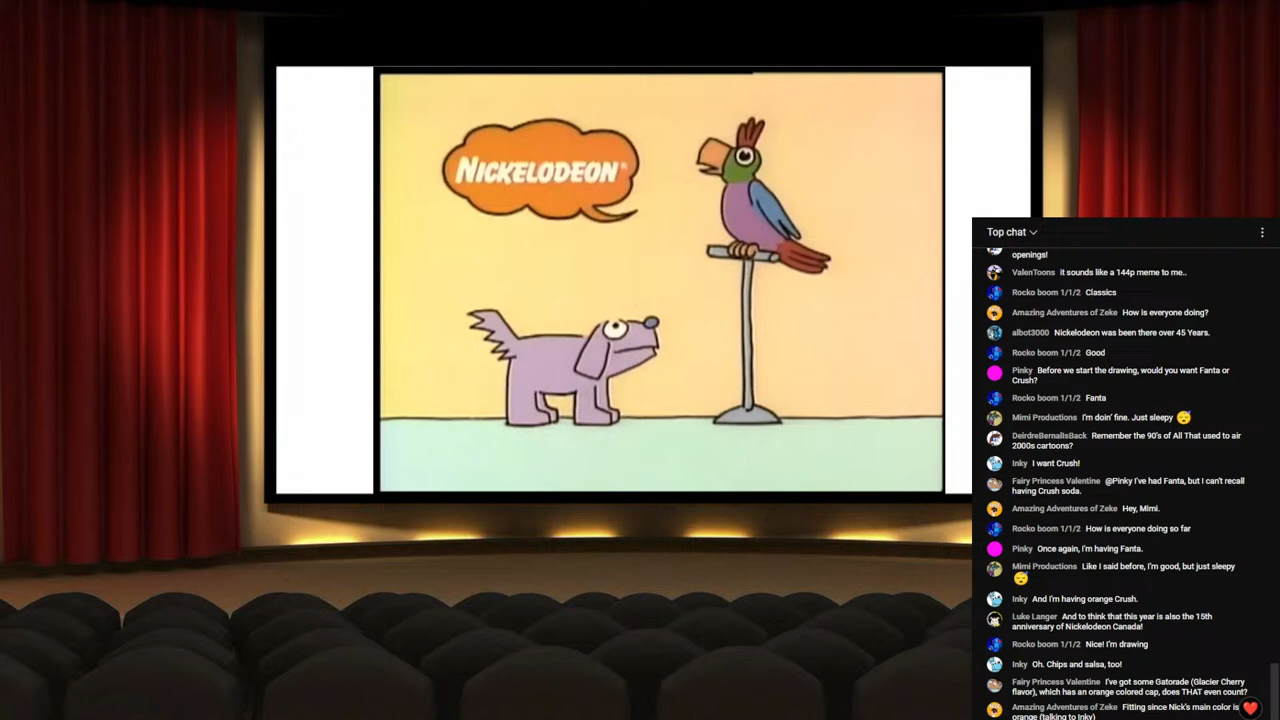 NICKELODEON®
Top chat
openings!
ValenToons it sounds like a 144p meme to me..
Rocko boom 1/1/2 Classics
Amazing Adventures of Zeke How is everyone doing?
albot3000 Nickelodeon was been there over 45 Years.
Rocko boom 1/1/2 Good
Pinky Before we start the drawing, would you want Fanta or
Crush?
Rocko boom 1/1/2 Fanta
Mimi Productions I'm doin' fine. Just sleepy 😴
DeirdreBernalIsBack Remember the 90's of All That used to air
2000s cartoons?
Inky I want Crush!
Fairy Princess Valentine @Pinky I've had Fanta, but I can't recall
having Crush soda.
Amazing Adventures of Zeke Hey, Mimi.
Rocko boom 1/1/2 How is everyone doing so far
Pinky Once again, I'm having Fanta.
Mimi Productions Like I said before, I'm good, but just sleepy
😴
Inky And I'm having orange Crush.
Luke Langer And to think that this year is also the 15th
anniversary of Nickelodeon Canada!
Rocko boom 1/1/2 Nice! I'm drawing
Inky Oh. Chips and salsa, too!
Fairy Princess Valentine I've got some Gatorade (Glacier Cherry
flavor), which has an orange colored cap, does THAT even count?
Amazing Adventures of Zeke Fitting since Nick's main color is
orange (talking to Inky)